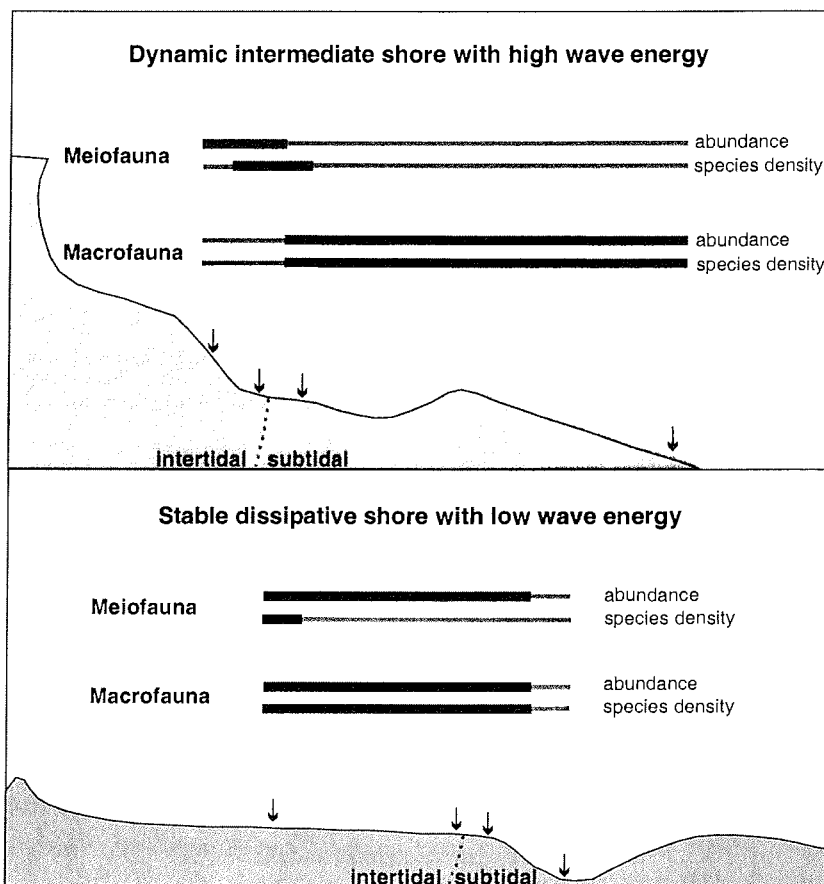 Dynamic intermediate shore with high wave energy
Meiofauna
abundance
species density
Macrofauna
abundance
species density
intertidal subtidal
Stable dissipative shore with low wave energy
Meiofauna
abundance
species density
Macrofauna
abundance
species density
intertidal subtidal